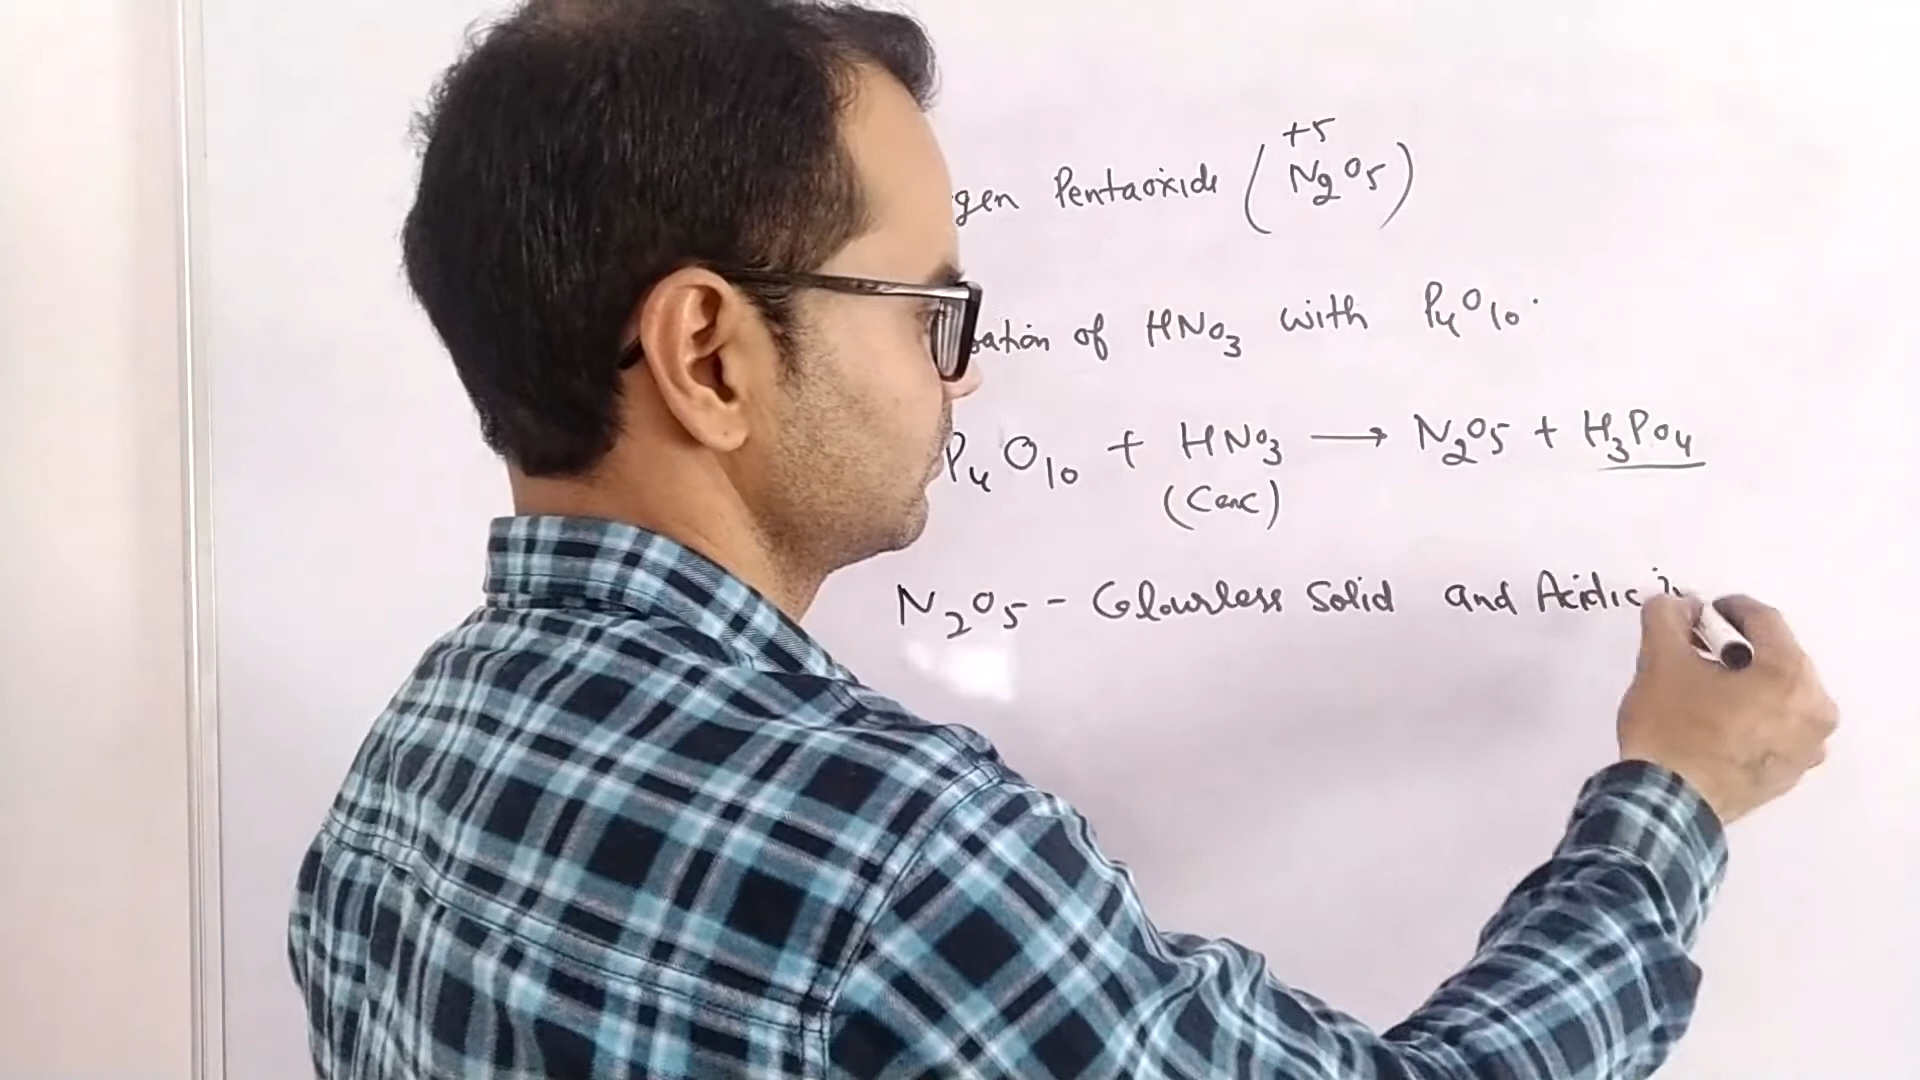 +5
gen Pentaoxide (N2O5)
ation of HNO3 with P4O10.
P4O10 + HNO3 → N2O5 + H3PO4
(Conc)
N2O5 - Colourless Solid and Acidic in